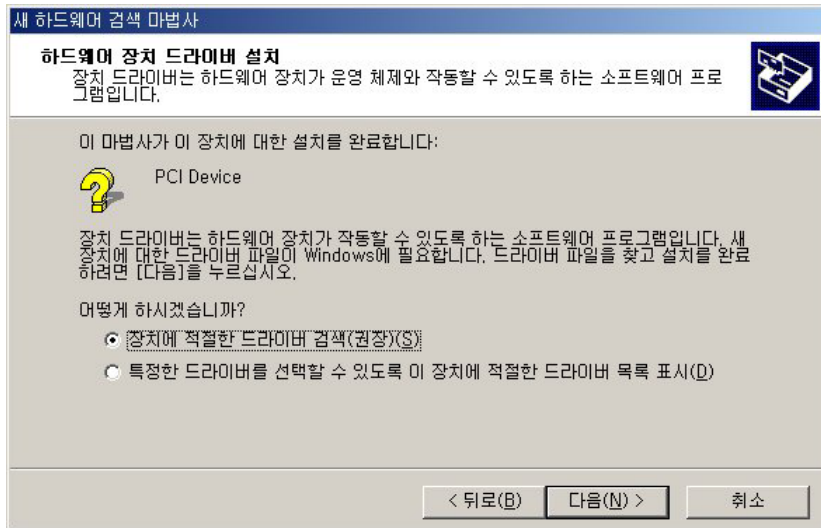 새 하드웨어 검색 마법사
하드웨어 장치 드라이버 설치
장치 드라이버는 하드웨어 장치가 운영 체제와 작동할 수 있도록 하는 소프트웨어 프로
그램입니다.
이 마법사가 이 장치에 대한 설치를 완료합니다:
PCI Device
장치 드라이버는 하드웨어 장치가 작동할 수 있도록 하는 소프트웨어 프로그램입니다. 새
장치에 대한 드라이버 파일이 Windows에 필요합니다. 드라이버 파일을 찾고 설치를 완료
하려면 [다음]을 누르십시오.
어떻게 하시겠습니까?
장치에 적절한 드라이버 검색(권장)(S)
특정한 드라이버를 선택할 수 있도록 이 장치에 적절한 드라이버 목록 표시(D)
< 뒤로(B) 다음(N) > 취소